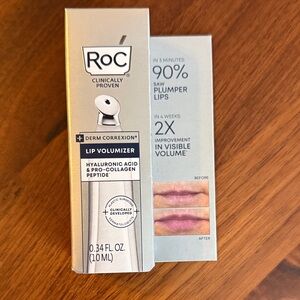 RoC®
CLINICALLY
PROVEN
+ DERM CORREXION®
LIP VOLUMIZER
HYALURONIC ACID
& PRO-COLLAGEN
PEPTIDE
CLINICALLY
DEVELOPED
0.34 FL. OZ.
(10 ML)
IN 3 MINUTES
90%
SAW
PLUMPER
LIPS
IN 4 WEEKS
2X
IMPROVEMENT
IN VISIBLE
VOLUME
BEFORE
AFTER